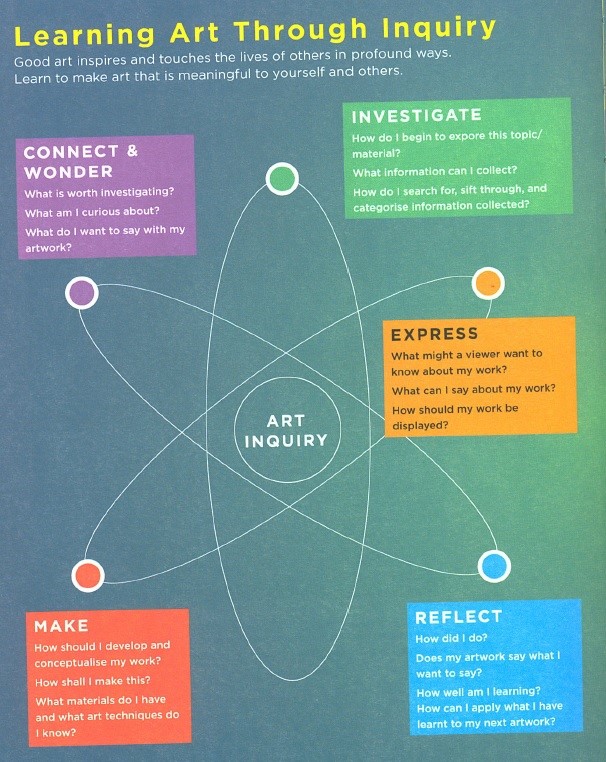 Learning Art Through Inquiry
Good art inspires and touches the lives of others in profound ways.
Learn to make art that is meaningful to yourself and others.
CONNECT &
WONDER
What is worth investigating?
What am I curious about?
What do I want to say with my
artwork?
INVESTIGATE
How do I begin to expore this topic/
material?
What information can I collect?
How do I search for, sift through, and
categorise information collected?
EXPRESS
What might a viewer want to
know about my work?
What can I say about my work?
How should my work be
displayed?
ART
INQUIRY
MAKE
How should I develop and
conceptualise my work?
How shall I make this?
What materials do I have
and what art techniques do
I know?
REFLECT
How did I do?
Does my artwork say what I
want to say?
How well am I learning?
How can I apply what I have
learnt to my next artwork?